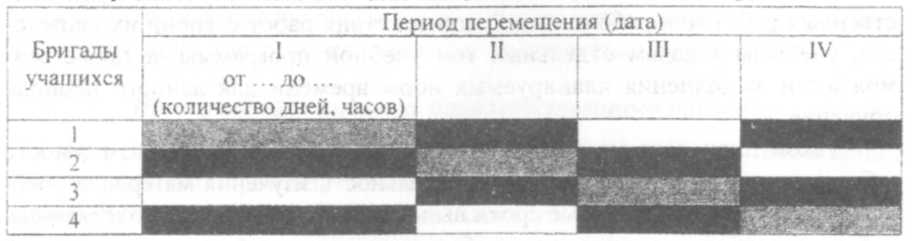 Период перемещения (дата)
Бригады учащихся
I II III IV
от ... до ...
(количество дней, часов)
1
2
3
4